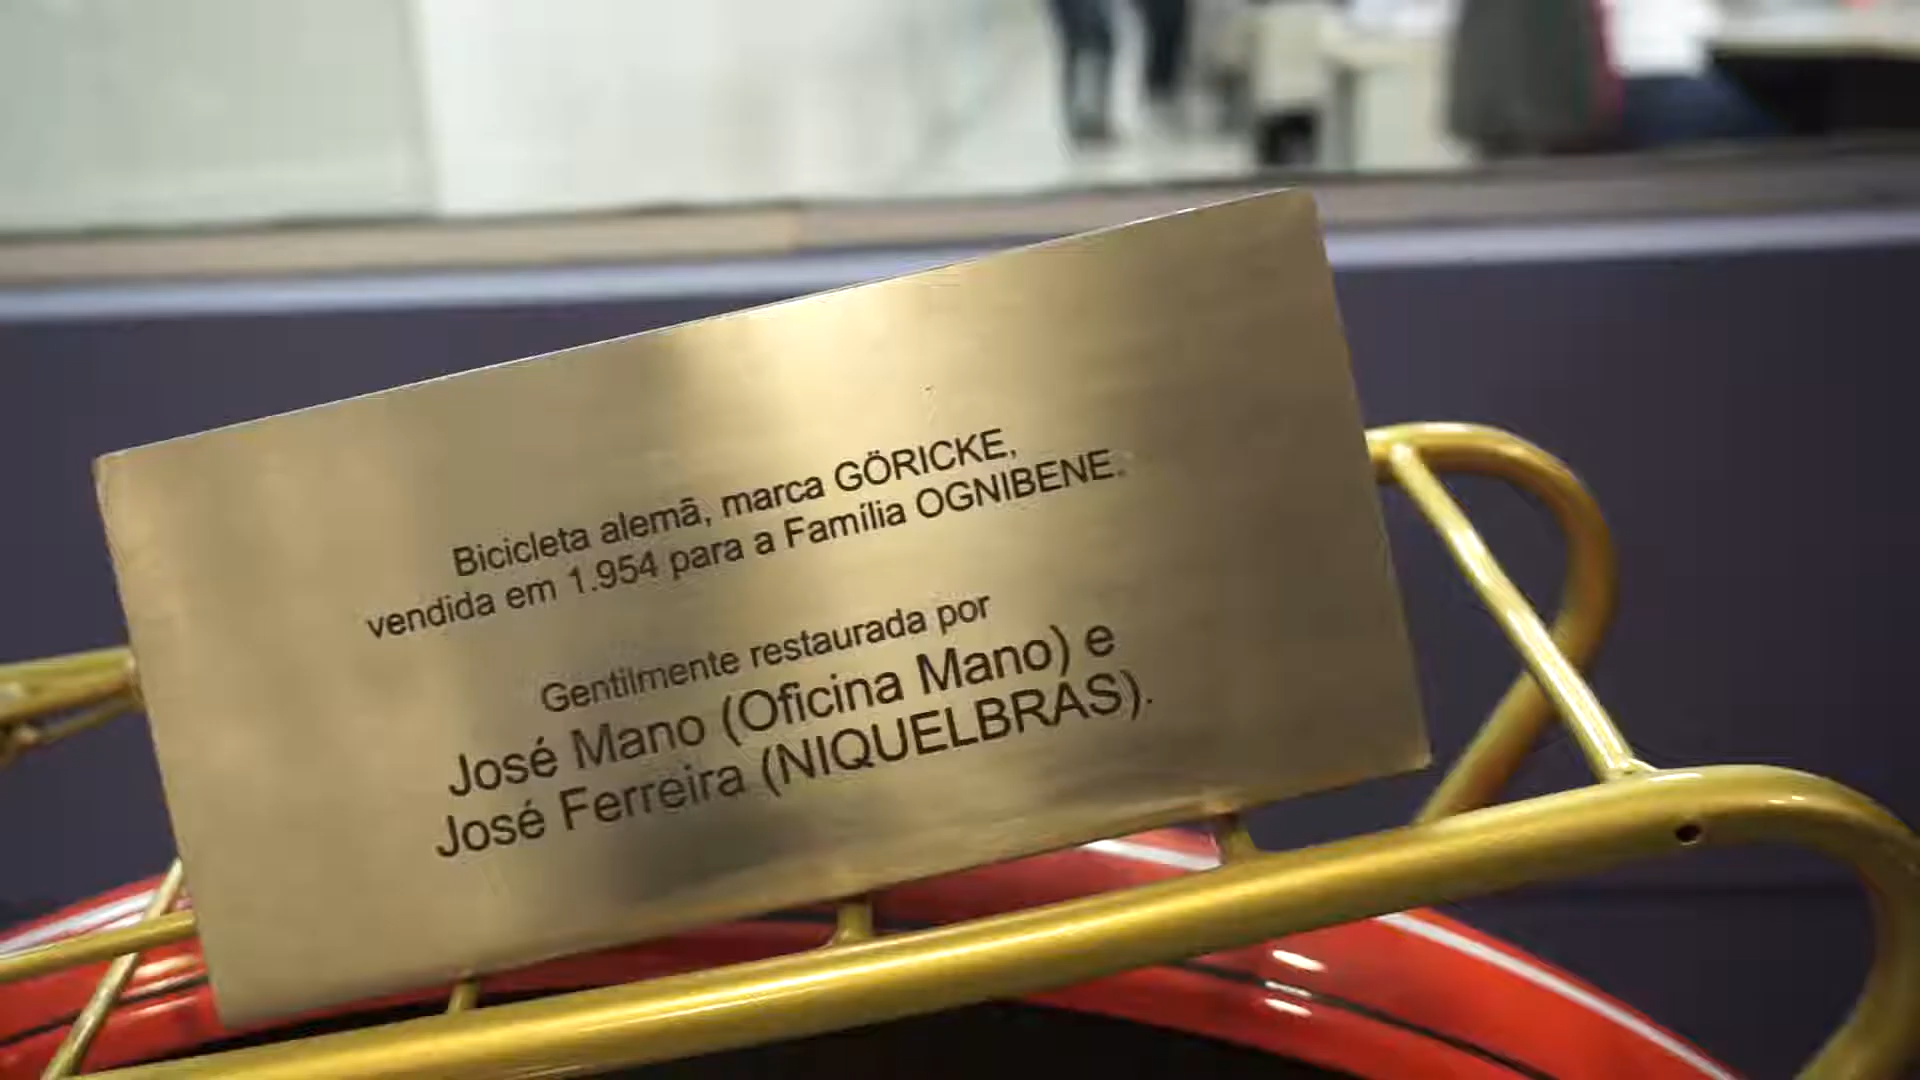 Bicicleta alemã, marca GÖRICKE,
vendida em 1.954 para a Família OGNIBENE.
Gentilmente restaurada por
José Mano (Oficina Mano) e
José Ferreira (NIQUELBRÁS).